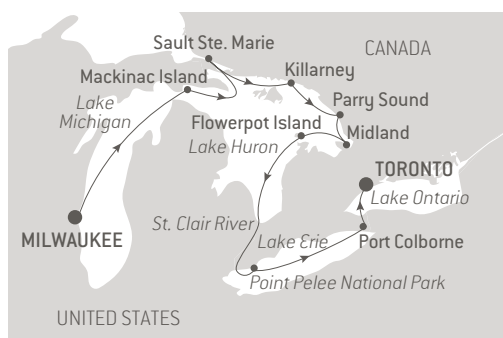 Sault Ste. Marie
CANADA
Mackinac Island
Killarney
Lake
Michigan
Parry Sound
Flowerpot Island
Midland
Lake Huron
TORONTO
Lake Ontario
St. Clair River
MILWAUKEE
Lake Erie
Port Colborne
Point Pelee National Park
UNITED STATES